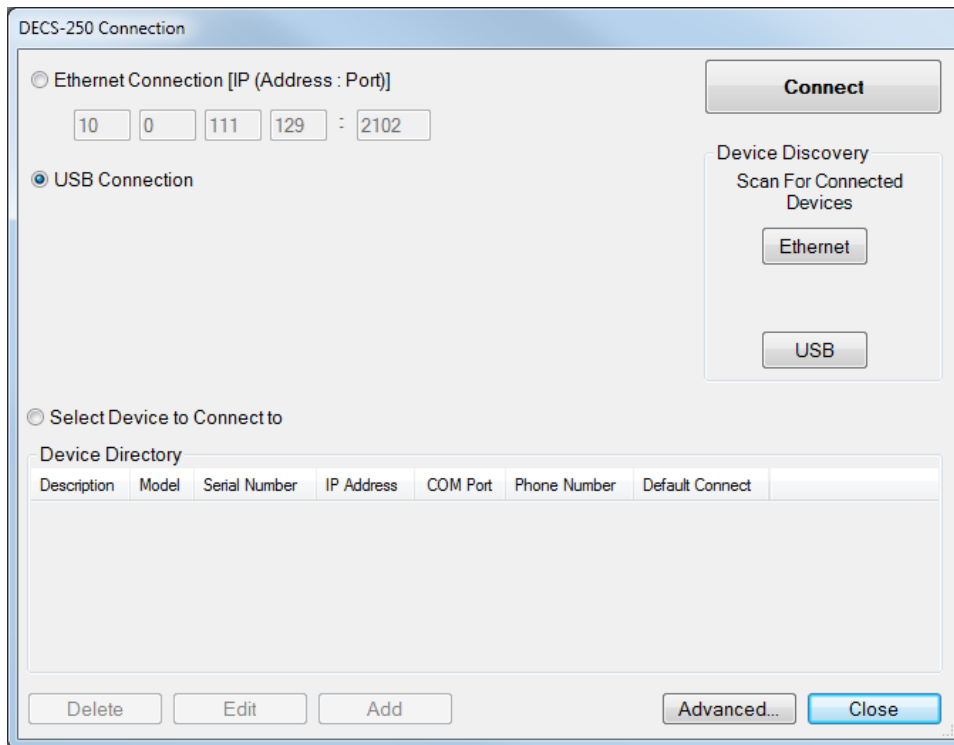 DECS-250 Connection
Ethernet Connection [IP (Address : Port)]
10 0 111 129 : 2102
Connect
USB Connection
Device Discovery
Scan For Connected
Devices
Ethernet
USB
Select Device to Connect to
Device Directory
Description Model Serial Number IP Address COM Port Phone Number Default Connect
Delete Edit Add Advanced... Close